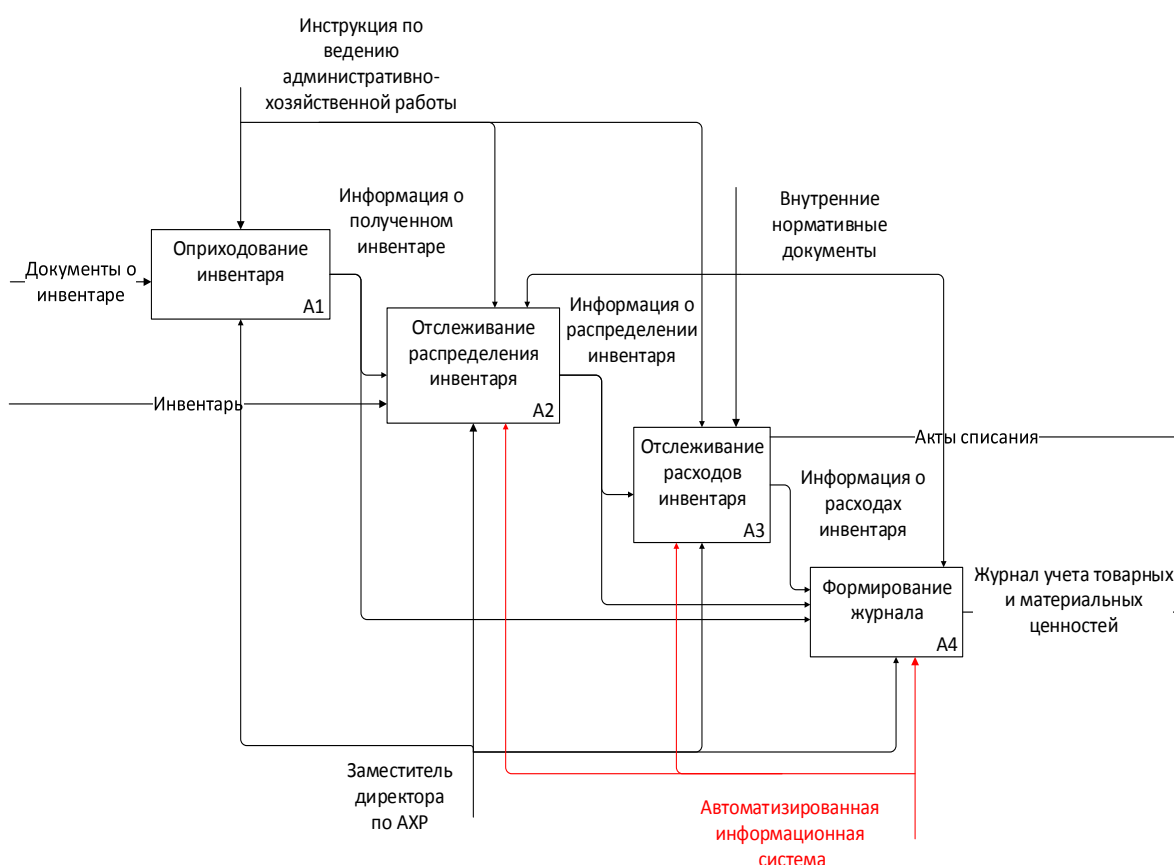 Инструкция по
ведению
административно-
хозяйственной работы
Информация о
полученном
инвентаре
Внутренние
нормативные
документы
Оприходование
инвентаря
A1
Документы о
инвентаре
Информация о
распределении
инвентаря
Отслеживание
распределения
инвентаря
A2
Инвентарь
Отслеживание
расходов
инвентаря
A3
Акты списания
Информация о
расходах
инвентаря
Формирование
журнала
A4
Журнал учета товарных
и материальных
ценностей
Заместитель
директора
по АХР
Автоматизированная
информационная
система